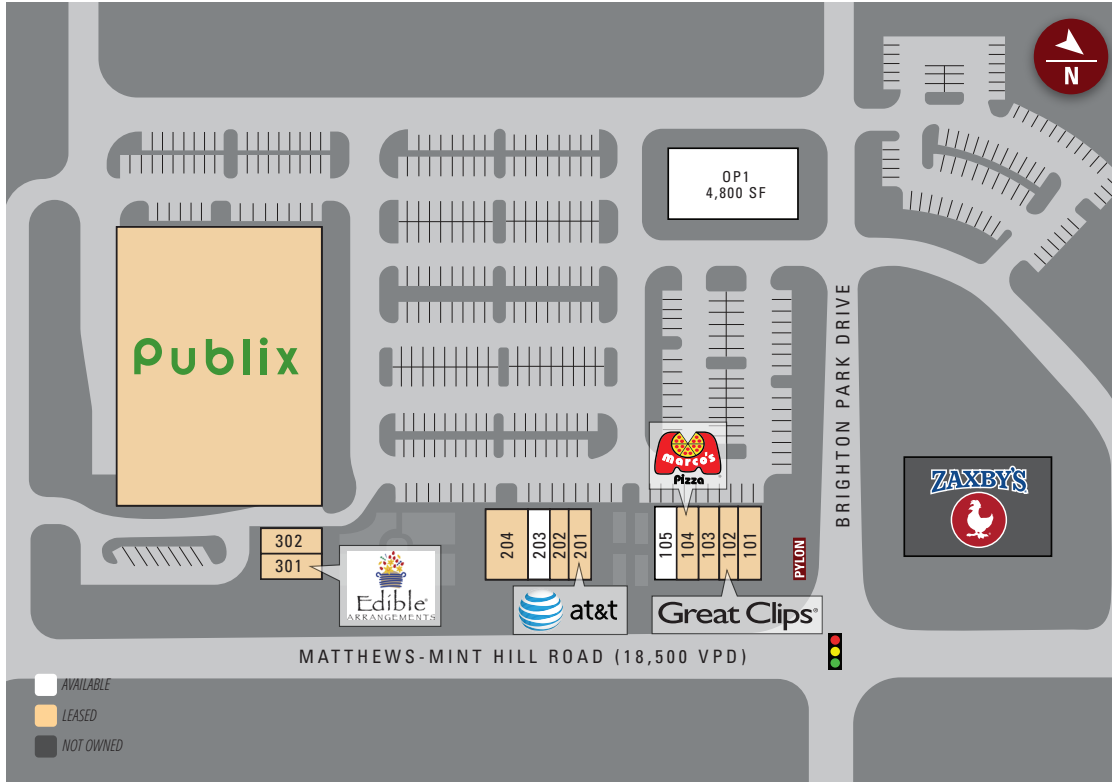 N
OP1
4,800 SF
Publix
BRIGHTON PARK DRIVE
marco's
Pizza
ZAXBY'S
302
301
204
203
202
201
105
104
103
102
101
PYLON
Edible®
ARRANGEMENTS
at&t
Great Clips®
MATTHEWS-MINT HILL ROAD (18,500 VPD)
AVAILABLE
LEASED
NOT OWNED